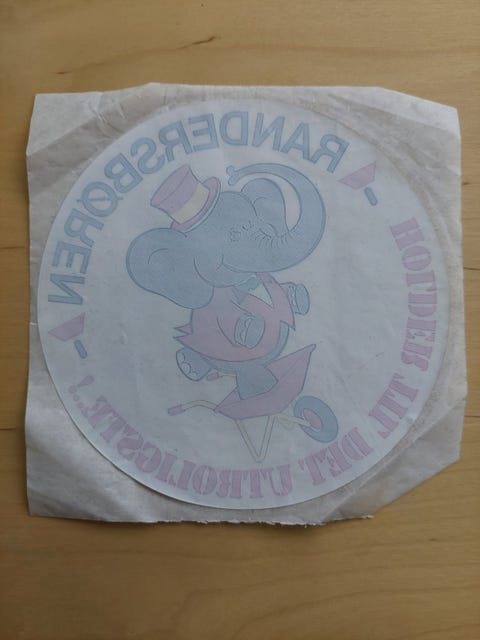 RANDERSBØREN
HOLDER TIL DET UTROLIGSTE..!